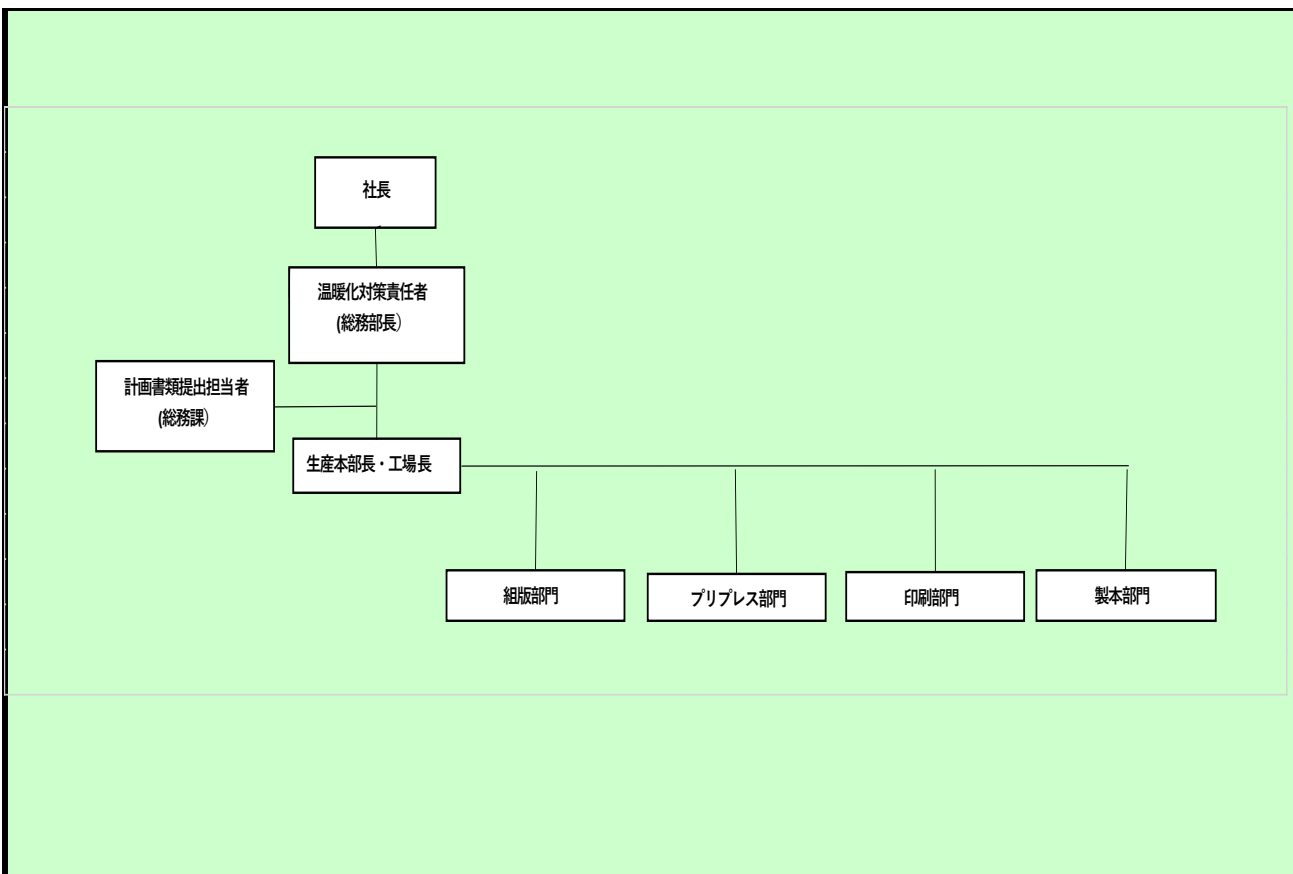 社長
温暖化対策責任者
(総務部長）
計画書類提出担当者
(総務課）
生産本部長・工場長
組版部門
プリプレス部門
印刷部門
製本部門